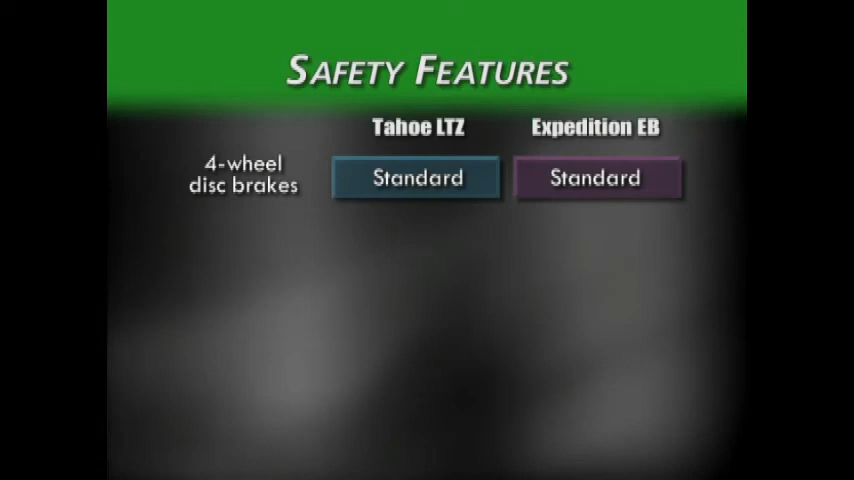 SAFETY FEATURES
Tahoe LTZ Expedition EB
4-wheel
disc brakes
Standard Standard